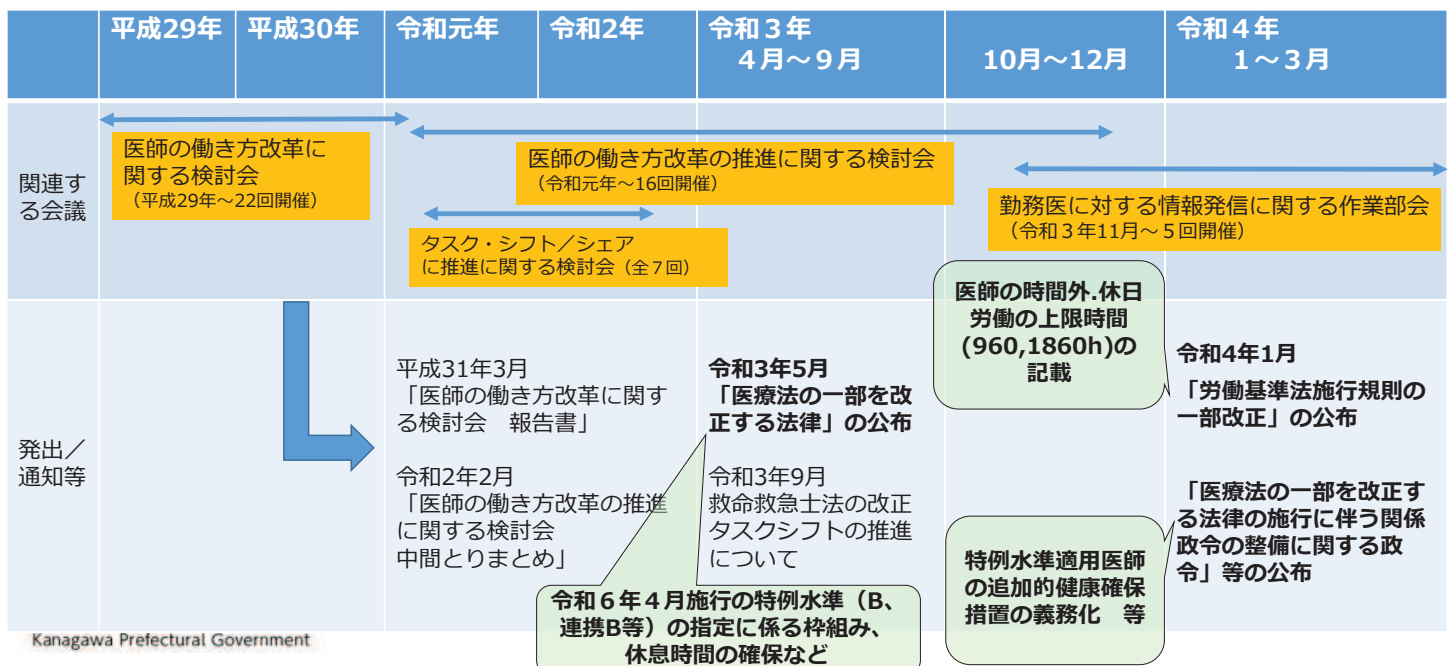 平成29年
平成30年
令和元年
令和2年
令和３年
４月～９月
10月～12月
令和４年
１～３月
関連す
る会議
医師の働き方改革に
関する検討会
（平成29年～22回開催）
医師の働き方改革の推進に関する検討会
（令和元年～16回開催）
タスク・シフト／シェア
に推進に関する検討会（全７回）
勤務医に対する情報発信に関する作業部会
（令和３年11月～５回開催）
発出／
通知等
平成31年3月
「医師の働き方改革に関す
る検討会　報告書」
令和2年2月
「医師の働き方改革の推進
に関する検討会
中間とりまとめ」
令和3年5月
「医療法の一部を改
正する法律」の公布
令和3年9月
救命救急士法の改正
タスクシフトの推進
について
令和６年４月施行の特例水準（B、
連携B等）の指定に係る枠組み、
休息時間の確保など
医師の時間外.休日
労働の上限時間
(960,1860h)の
記載
特例水準適用医師
の追加的健康確保
措置の義務化　等
令和4年1月
「労働基準法施行規則の
一部改正」の公布
「医療法の一部を改正す
る法律の施行に伴う関係
政令の整備に関する政
令」等の公布
Kanagawa Prefectural Government